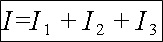 I=I₁ + I₂ + I₃